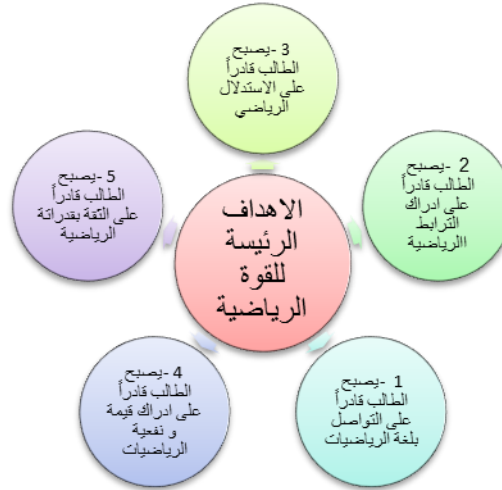 3 -يصبح
الطالب قادراً
على الاستدلال
الرياضي
2 -يصبح
الطالب قادراً
على ادراك
الترابط
االرياضية
5 -يصبح
الطالب قادراً
على الثقة بقدراتة
الرياضية
الاهداف
الرئيسة
للقوة
الرياضية
1 -يصبح
الطالب قادراً
على التواصل
بلغة الرياضيات
4 -يصبح
الطالب قادراً
على ادراك قيمة
و نفعية
الرياضيات